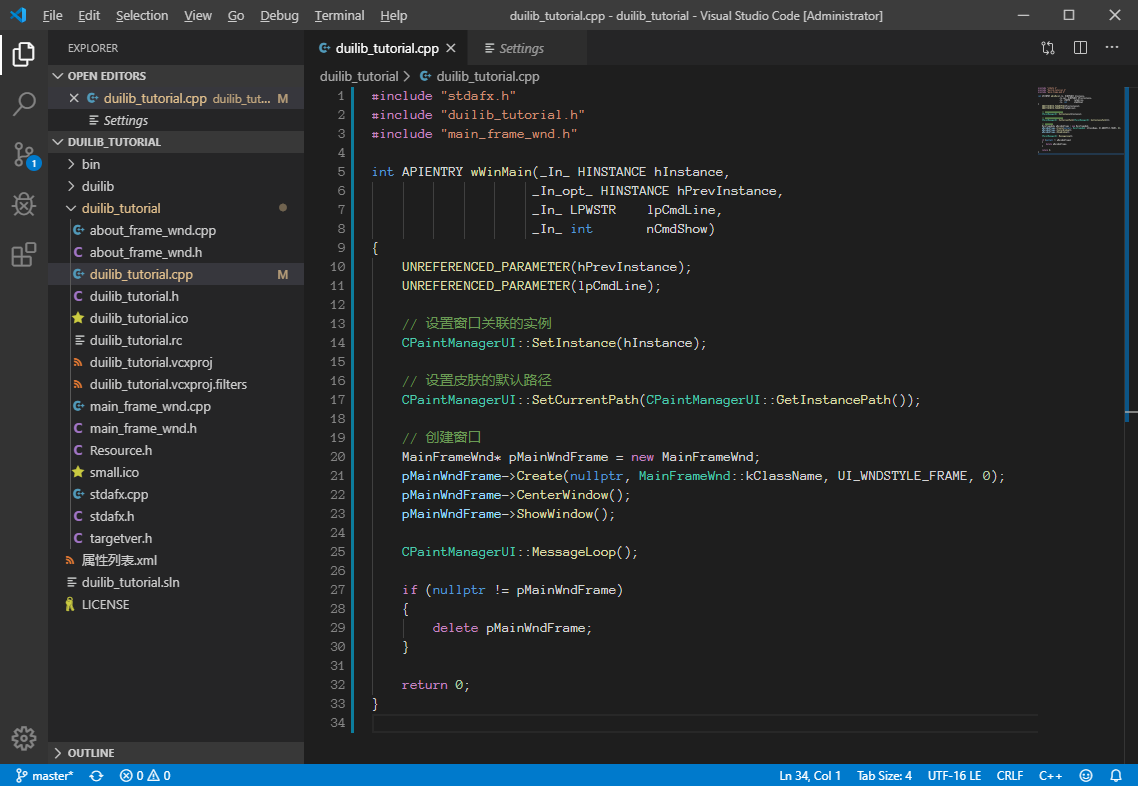 File Edit Selection View Go Debug Terminal Help duilib_tutorial.cpp - duilib_tutorial - Visual Studio Code [Administrator]
EXPLORER
OPEN EDITORS
duilib_tutorial.cpp duilib_tut... M
Settings
DUILIB_TUTORIAL
bin
duilib
duilib_tutorial
about_frame_wnd.cpp
about_frame_wnd.h
duilib_tutorial.cpp M
duilib_tutorial.h
duilib_tutorial.ico
duilib_tutorial.rc
duilib_tutorial.vcxproj
duilib_tutorial.vcxproj.filters
main_frame_wnd.cpp
main_frame_wnd.h
Resource.h
small.ico
stdafx.cpp
stdafx.h
targetver.h
属性列表.xml
duilib_tutorial.sln
LICENSE
OUTLINE
1
duilib_tutorial.cpp Settings
duilib_tutorial > duilib_tutorial.cpp
1 #include "stdafx.h"
2 #include "duilib_tutorial.h"
3 #include "main_frame_wnd.h"
4
5 int APIENTRY wWinMain(_In_ HINSTANCE hInstance,
6 _In_opt_ HINSTANCE hPrevInstance,
7 _In_ LPWSTR lpCmdLine,
8 _In_ int nCmdShow)
9 {
10 UNREFERENCED_PARAMETER(hPrevInstance);
11 UNREFERENCED_PARAMETER(lpCmdLine);
12
13 // 设置窗口关联的实例
14 CPaintManagerUI::SetInstance(hInstance);
15
16 // 设置皮肤的默认路径
17 CPaintManagerUI::SetCurrentPath(CPaintManagerUI::GetInstancePath());
18
19 // 创建窗口
20 MainFrameWnd* pMainWndFrame = new MainFrameWnd;
21 pMainWndFrame->Create(nullptr, MainFrameWnd::kClassName, UI_WNDSTYLE_FRAME, 0);
22 pMainWndFrame->CenterWindow();
23 pMainWndFrame->ShowWindow();
24
25 CPaintManagerUI::MessageLoop();
26
27 if (nullptr != pMainWndFrame)
28 {
29 delete pMainWndFrame;
30 }
31
32 return 0;
33 }
34
master* 0 0 Ln 34, Col 1 Tab Size: 4 UTF-16 LE CRLF C++